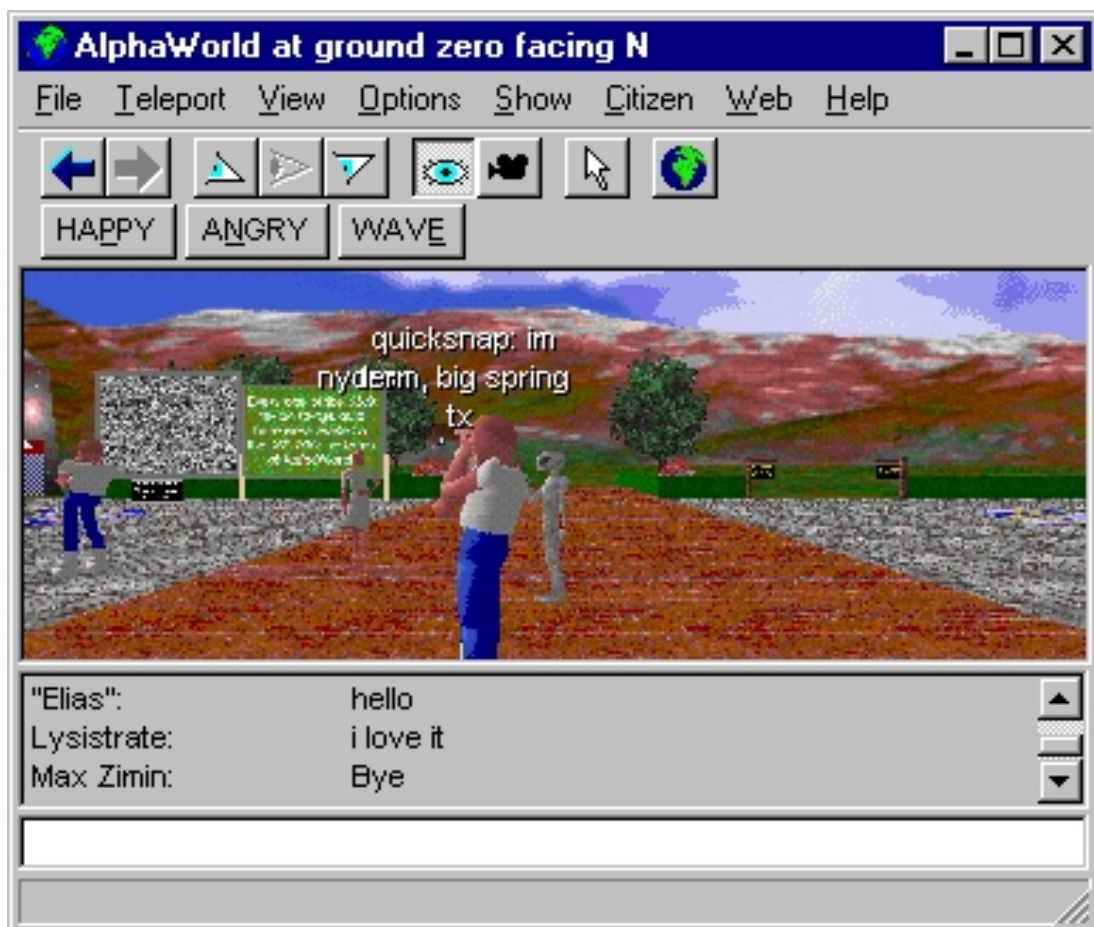 AlphaWorld at ground zero facing N
File Teleport View Options Show Citizen Web Help
HAPPY ANGRY WAVE
quicksnap: im
nyderm, big spring
tx
"Elias": hello
Lysistrate: i love it
Max Zimin: Bye